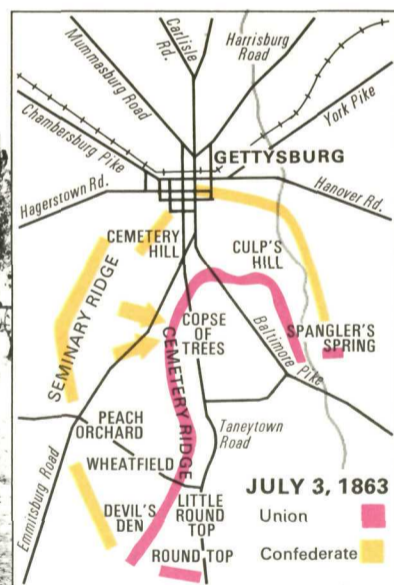 Mummasburg Road
Carlisle
Rd.
Harrisburg
Road
Chambersburg Pike
York Pike
GETTYSBURG
Hagerstown Rd.
Hanover Rd.
CEMETERY
HILL
CULP'S
HILL
SEMINARY RIDGE
COPSE
OF
TREES
CEMETERY RIDGE
Baltimore Pike
SPANGLER'S
SPRING
PEACH
ORCHARD
Taneytown
Road
WHEATFIELD
Emmitsburg Road
DEVIL'S
DEN
LITTLE
ROUND
TOP
ROUND TOP
JULY 3, 1863
Union
Confederate